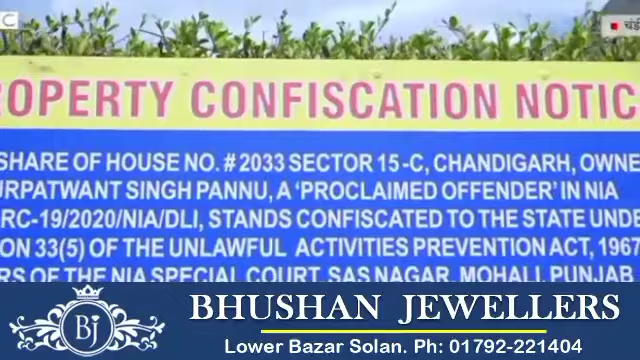 C
चंडी
ROPERTY CONFISCATION NOTIC
SHARE OF HOUSE NO. # 2033 SECTOR 15 -C, CHANDIGARH, OWNE
URPATWANT SINGH PANNU, A 'PROCLAIMED OFFENDER' IN NIA
RC-19/2020/NIA/DLI, STANDS CONFISCATED TO THE STATE UNDE
ON 33(5) OF THE UNLAWFUL ACTIVITIES PREVENTION ACT, 1967
RS OF THE NIA SPECIAL COURT, SAS NAGAR, MOHALI, PUNJAB
Bj
BHUSHAN JEWELLERS
Lower Bazar Solan. Ph: 01792-221404